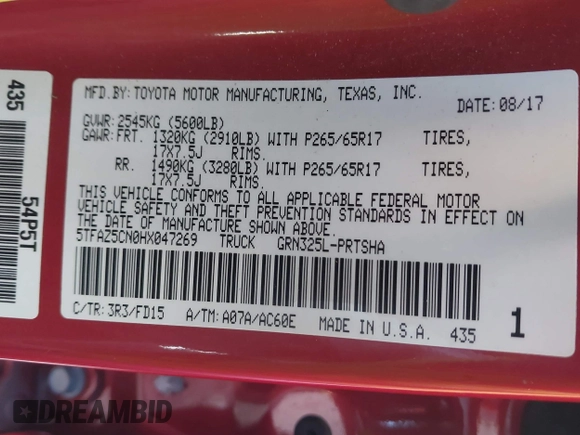 MFD.BY: TOYOTA MOTOR MANUFACTURING, TEXAS, INC.
DATE: 08/17
GVWR: 2545KG (5600LB)
GAWR: FRT. 1320KG (2910LB) WITH P265/65R17 TIRES,
17X7.5J RIMS.
RR. 1490KG (3280LB) WITH P265/65R17 TIRES,
17X7.5J RIMS.
THIS VEHICLE CONFORMS TO ALL APPLICABLE FEDERAL MOTOR
VEHICLE SAFETY AND THEFT PREVENTION STANDARDS IN EFFECT ON
THE DATE OF MANUFACTURE SHOWN ABOVE.
5TFAZ5CN0HX047269 TRUCK GRN325L-PRTSHA
C/TR: 3R3/FD15 A/TM: A07A/AC60E MADE IN U.S.A. 435
1
435
54P5T
DREAMBID